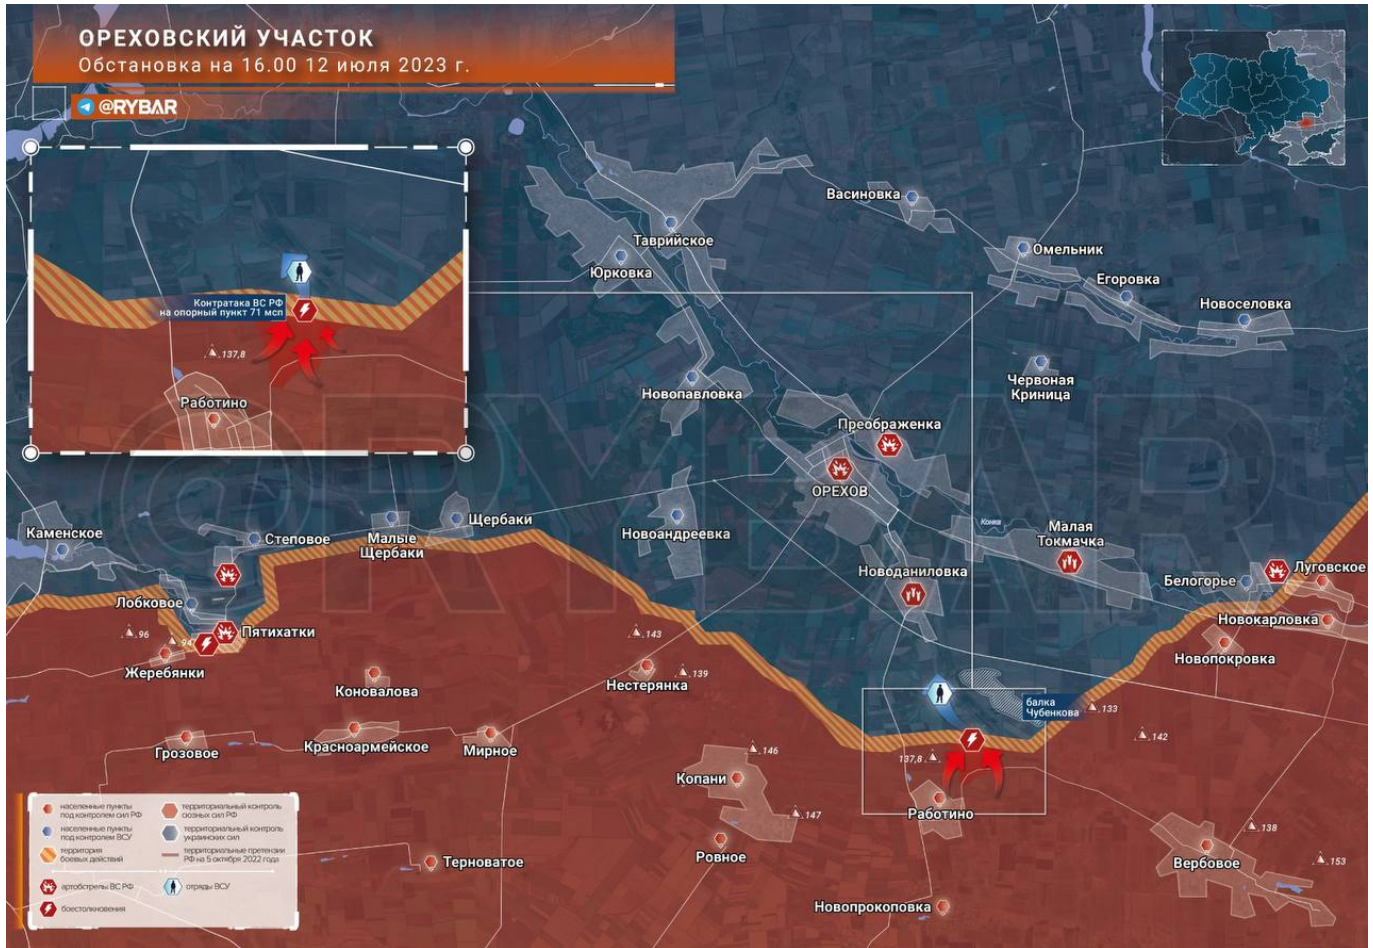 ОРЕХОВСКИЙ УЧАСТОК
Обстановка на 16.00 12 июля 2023 г.
@RYBAR
Контратака ВС РФ
на опорный пункт 71 мсп
137,8
Работино
Васиновка
Таврийское
Юрковка
Омельник
Егоровка
Новоселовка
Червоная
Криница
Новопавловка
Преображенка
ОРЕХОВ
Каменское
Степовое
Малые
Щербаки
Щербаки
Новоандреевка
Конка
Малая
Токмачка
Новоданиловка
Белогорье
Луговское
Лобковое
Пятихатки
96
94
Жеребянки
143
139
Нестерянка
Новокарловка
Новопокровка
Коновалова
балка
Чубенкова
133
142
Грозовое
Красноармейское
Мирное
146
Копани
147
137,8
Работино
138
153
Вербовое
Ровное
Терноватое
Новопрокоповка
населенные пункты
под контролем сил РФ
населенные пункты
под контролем ВСУ
территория
боевых действий
артобстрелы ВС РФ
боестолкновения
территориальный контроль
союзных сил РФ
территориальный контроль
украинских сил
территориальные претензии
РФ на 5 октября 2022 года
отряды ВСУ
@RYBAR